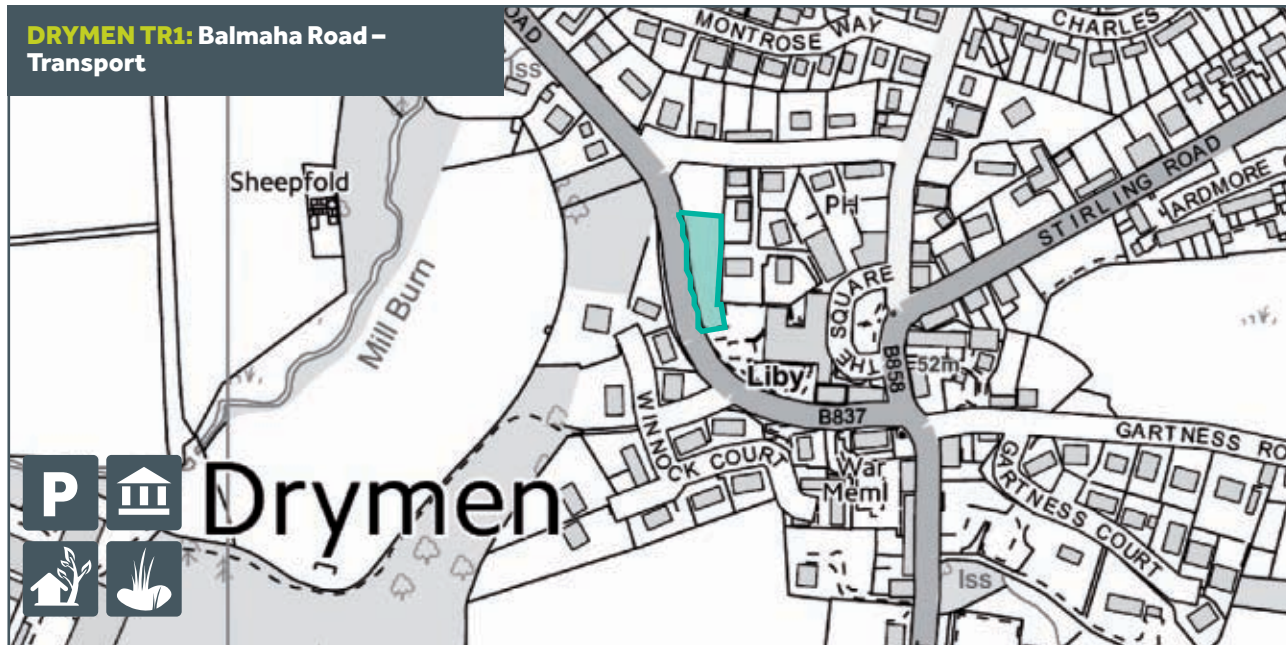 DRYMEN TR1: Balmaha Road –
Transport
ROAD
Iss
MONTROSE WAY
CHARLES
Sheepfold
PH
STIRLING ROAD
ARDMORE
Mill Burn
THE SQUARE
B858
52m
Liby
B837
WINNOCK COURT
GARTNESS RO
War
Meml
GARTNESS COURT
P
Drymen
Iss